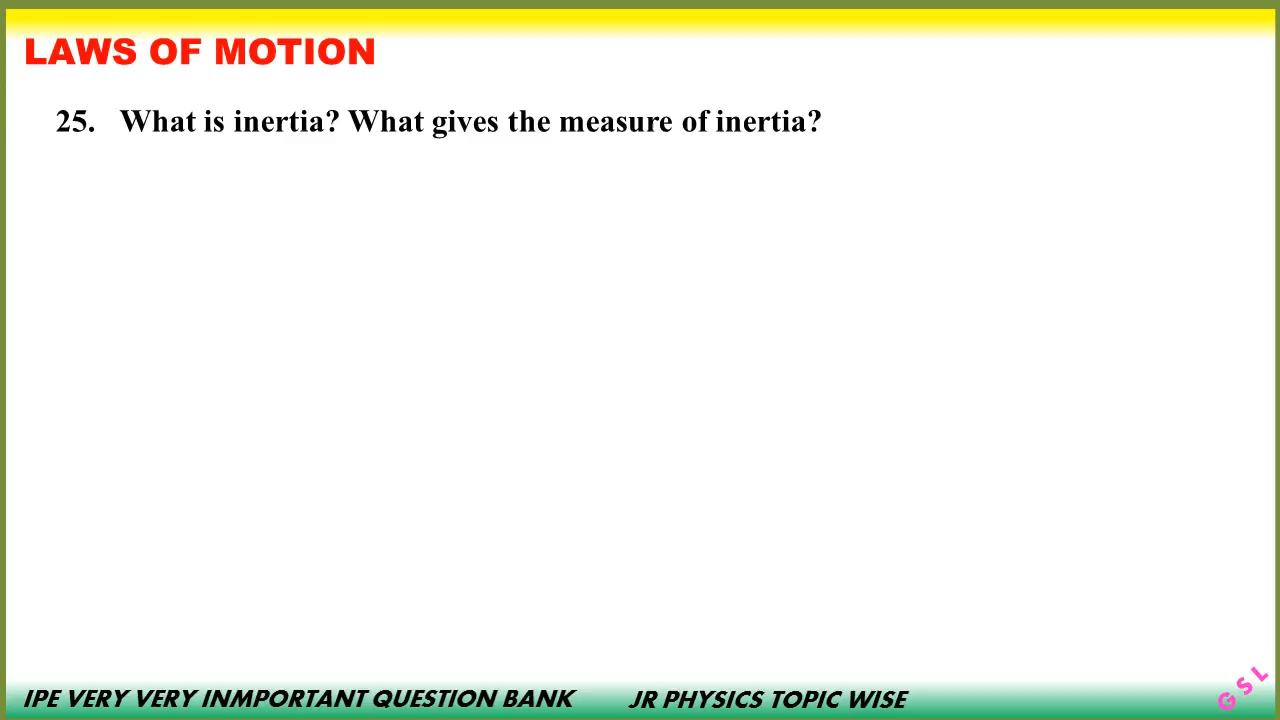 LAWS OF MOTION
25. What is inertia? What gives the measure of inertia?
IPE VERY VERY INMPORTANT QUESTION BANK JR PHYSICS TOPIC WISE
GSL